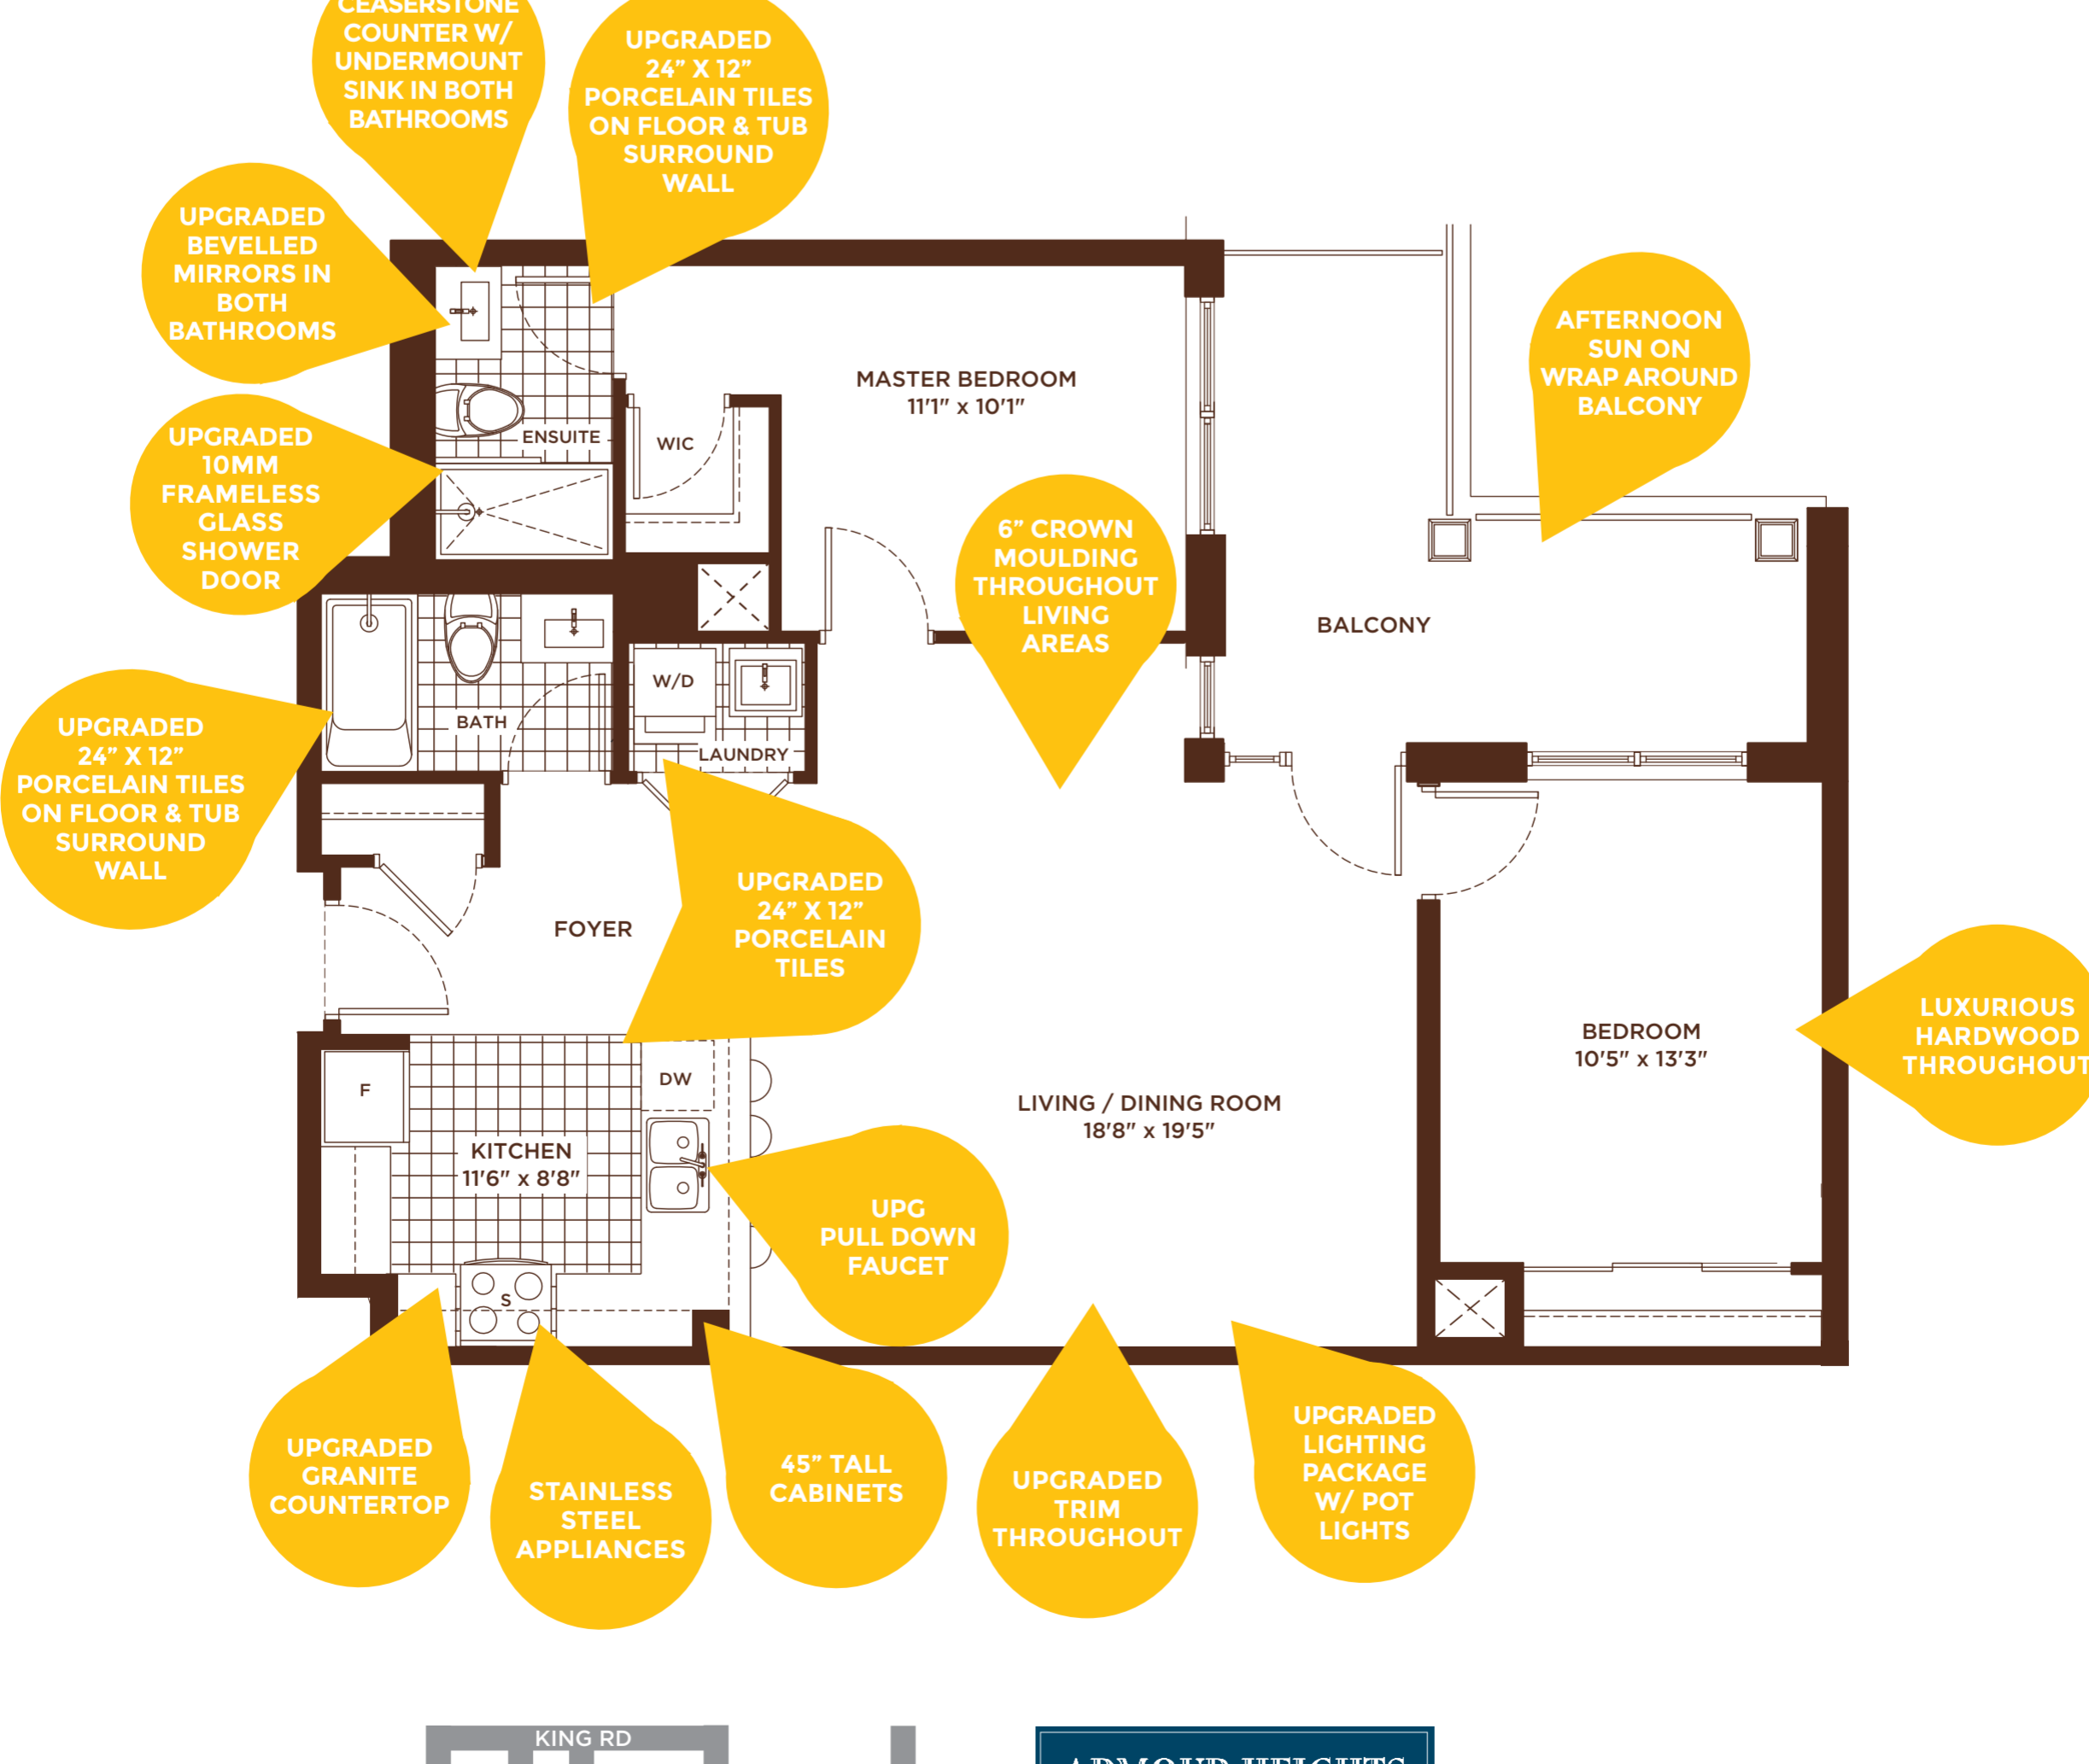 CEASERSTONE
COUNTER W/
UNDERMOUNT
SINK IN BOTH
BATHROOMS
UPGRADED
24” X 12”
PORCELAIN TILES
ON FLOOR & TUB
SURROUND
WALL
UPGRADED
BEVELLED
MIRRORS IN
BOTH
BATHROOMS
AFTERNOON
SUN ON
WRAP AROUND
BALCONY
MASTER BEDROOM
11'1" x 10'1"
UPGRADED
10MM
FRAMELESS
GLASS
SHOWER
DOOR
ENSUITE
WIC
6” CROWN
MOULDING
THROUGHOUT
LIVING
AREAS
BALCONY
W/D
BATH
LAUNDRY
UPGRADED
24” X 12”
PORCELAIN TILES
ON FLOOR & TUB
SURROUND
WALL
UPGRADED
24” X 12”
PORCELAIN
TILES
FOYER
LUXURIOUS
HARDWOOD
THROUGHOUT
BEDROOM
10'5" x 13'3"
F
DW
LIVING / DINING ROOM
18'8" x 19'5"
KITCHEN
11'6" x 8'8"
UPG
PULL DOWN
FAUCET
S
UPGRADED
GRANITE
COUNTERTOP
STAINLESS
STEEL
APPLIANCES
45” TALL
CABINETS
UPGRADED
TRIM
THROUGHOUT
UPGRADED
LIGHTING
PACKAGE
W/ POT
LIGHTS
KING RD
ARMOUR HEIGHTS